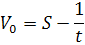 V₀ = S − 1/t